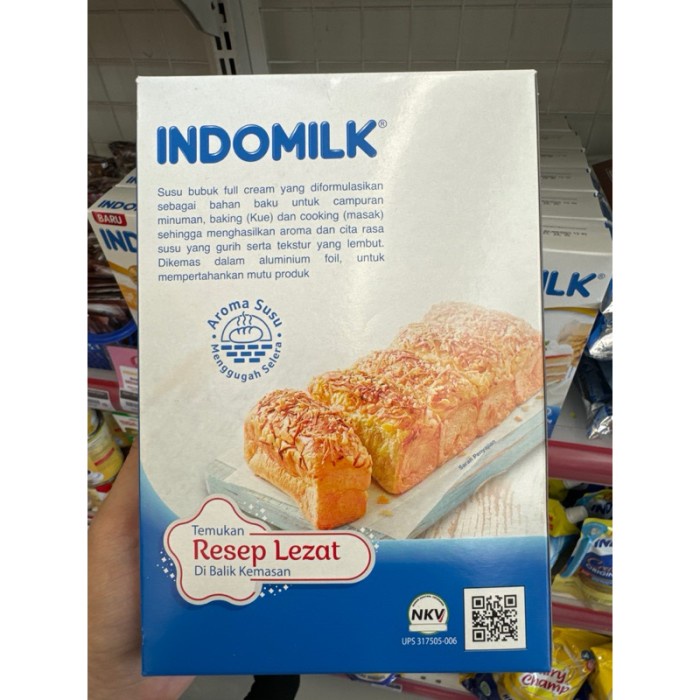 INDOMILK®
Susu bubuk full cream yang diformulasikan
sebagai bahan baku untuk campuran
minuman, baking (Kue) dan cooking (masak)
sehingga menghasilkan aroma dan cita rasa
susu yang gurih serta tekstur yang lembut.
Dikemas dalam aluminium foil, untuk
mempertahankan mutu produk
Aroma Susu
Menggugah Selera
Saran Penyajian
Temukan
Resep Lezat
Di Balik Kemasan
NKV
UPS 317505-006
INDO
BARU
IND
LK®
IN